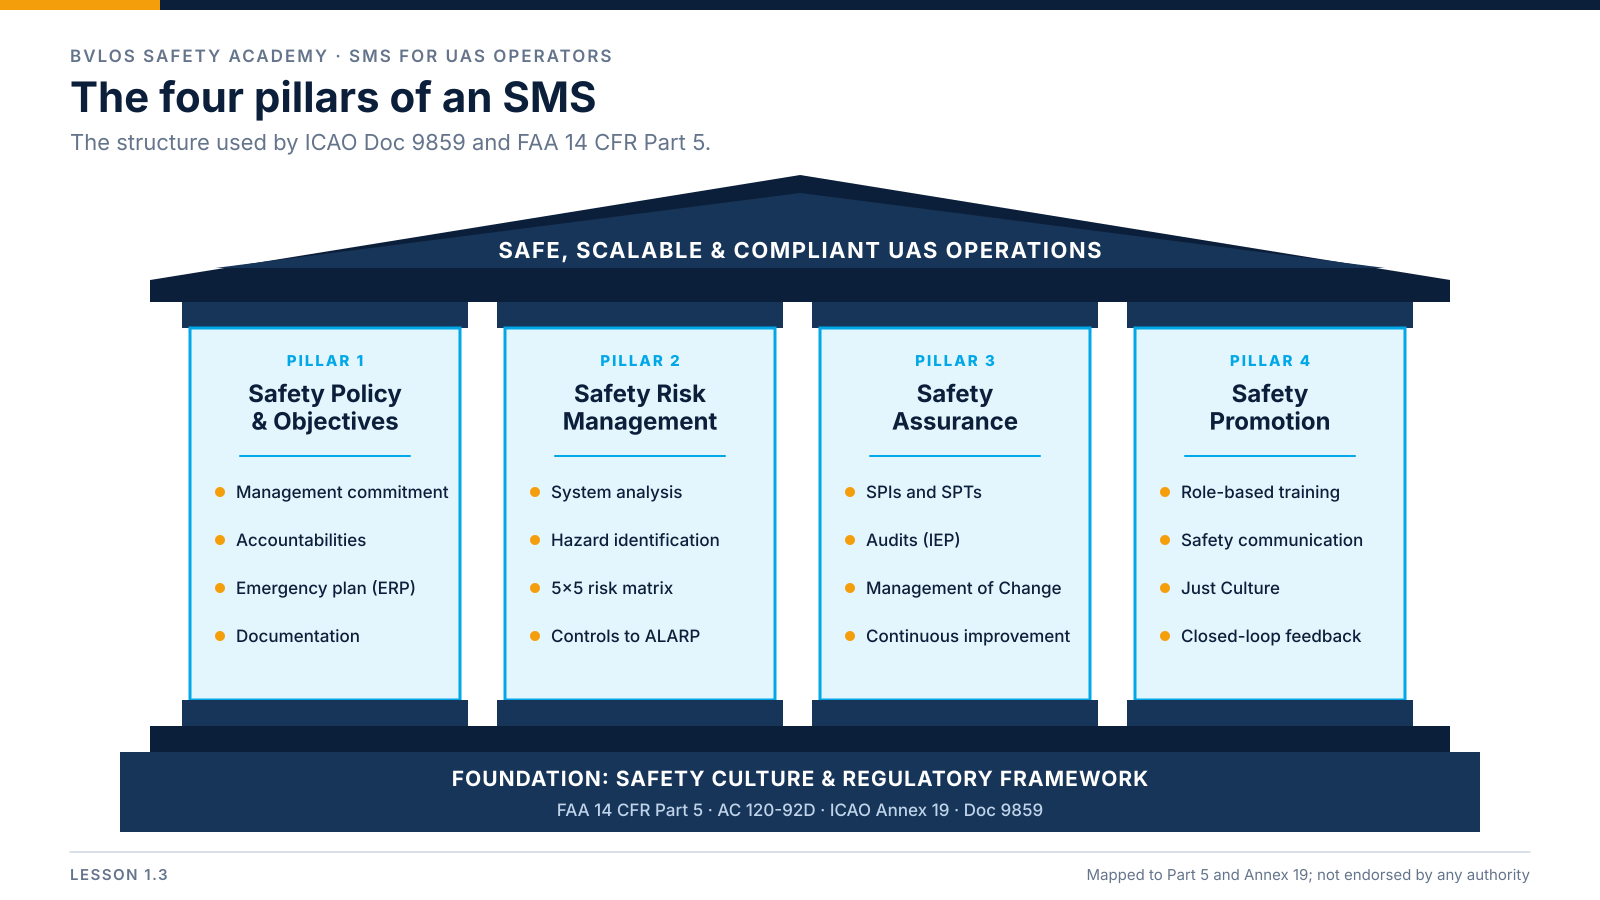 BVLOS SAFETY ACADEMY · SMS FOR UAS OPERATORS
The four pillars of an SMS
The structure used by ICAO Doc 9859 and FAA 14 CFR Part 5.
SAFE, SCALABLE & COMPLIANT UAS OPERATIONS
PILLAR 1
Safety Policy
& Objectives
Management commitment
Accountabilities
Emergency plan (ERP)
Documentation
PILLAR 2
Safety Risk
Management
System analysis
Hazard identification
5×5 risk matrix
Controls to ALARP
PILLAR 3
Safety
Assurance
SPIs and SPTs
Audits (IEP)
Management of Change
Continuous improvement
PILLAR 4
Safety
Promotion
Role-based training
Safety communication
Just Culture
Closed-loop feedback
FOUNDATION: SAFETY CULTURE & REGULATORY FRAMEWORK
FAA 14 CFR Part 5 · AC 120-92D · ICAO Annex 19 · Doc 9859
LESSON 1.3
Mapped to Part 5 and Annex 19; not endorsed by any authority